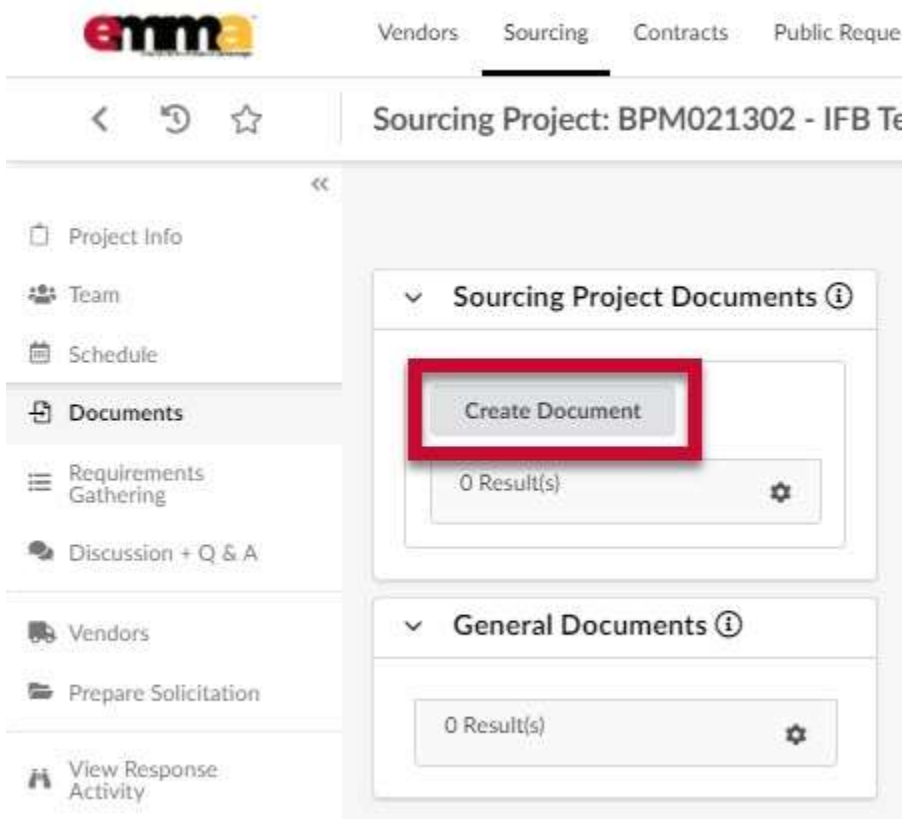 emma
Vendors Sourcing Contracts Public Reque
Sourcing Project: BPM021302 - IFB Te
Project Info
Team
Schedule
Documents
Requirements
Gathering
Discussion + Q & A
Vendors
Prepare Solicitation
View Response
Activity
Sourcing Project Documents
Create Document
0 Result(s)
General Documents
0 Result(s)